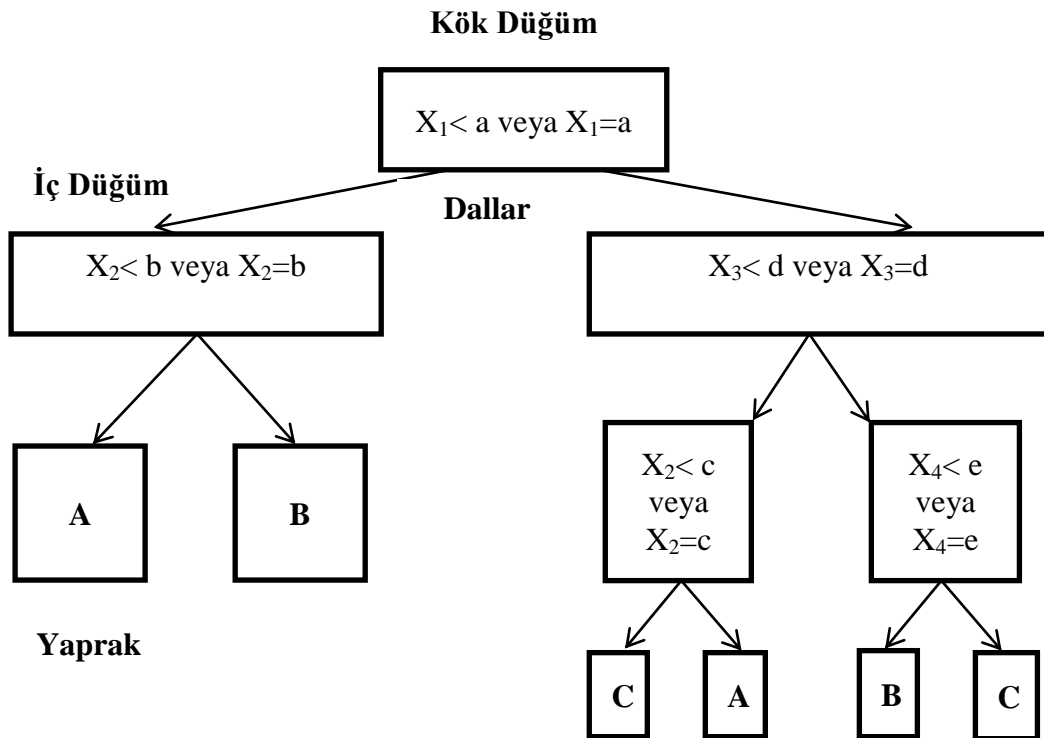 Kök Düğüm
X₁< a veya X₁=a
İç Düğüm
Dallar
X₂< b veya X₂=b
X₃< d veya X₃=d
A
B
X₂< c
veya
X₂=c
X₄< e
veya
X₄=e
Yaprak
C
A
B
C